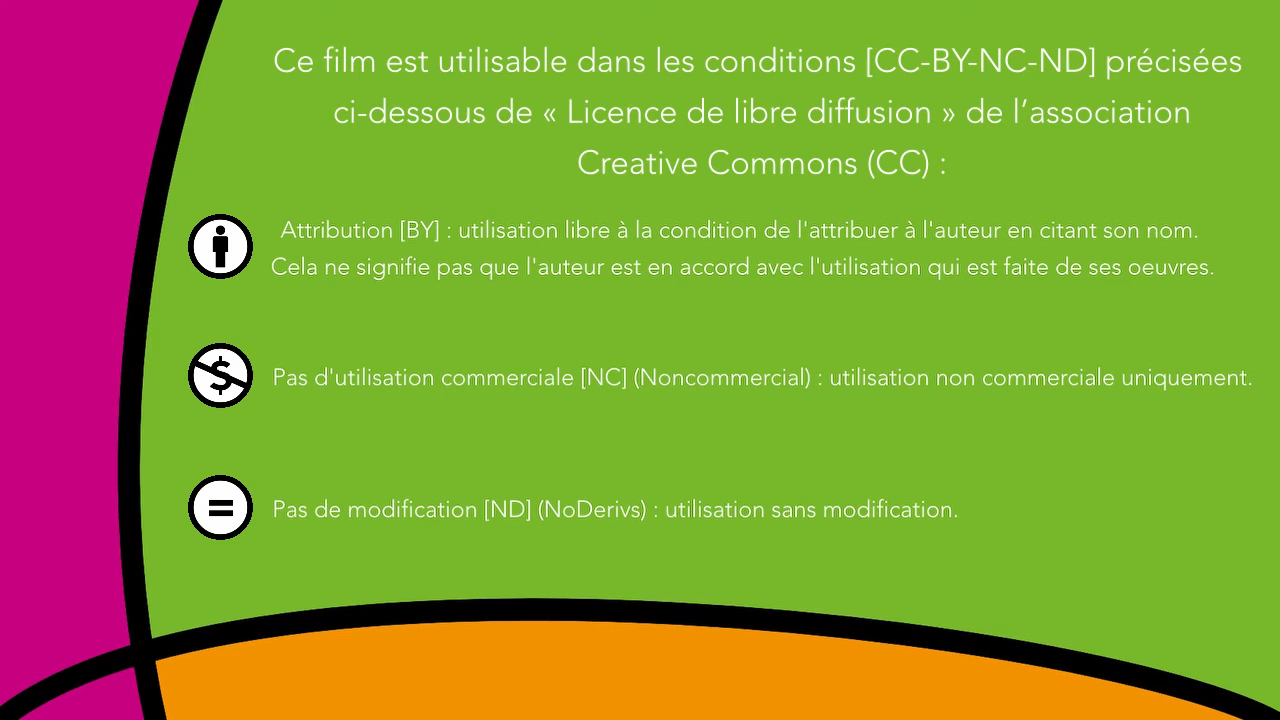 Ce film est utilisable dans les conditions [CC-BY-NC-ND] précisées
ci-dessous de « Licence de libre diffusion » de l’association
Creative Commons (CC) :
Attribution [BY] : utilisation libre à la condition de l'attribuer à l'auteur en citant son nom.
Cela ne signifie pas que l'auteur est en accord avec l'utilisation qui est faite de ses oeuvres.
Pas d'utilisation commerciale [NC] (Noncommercial) : utilisation non commerciale uniquement.
Pas de modification [ND] (NoDerivs) : utilisation sans modification.